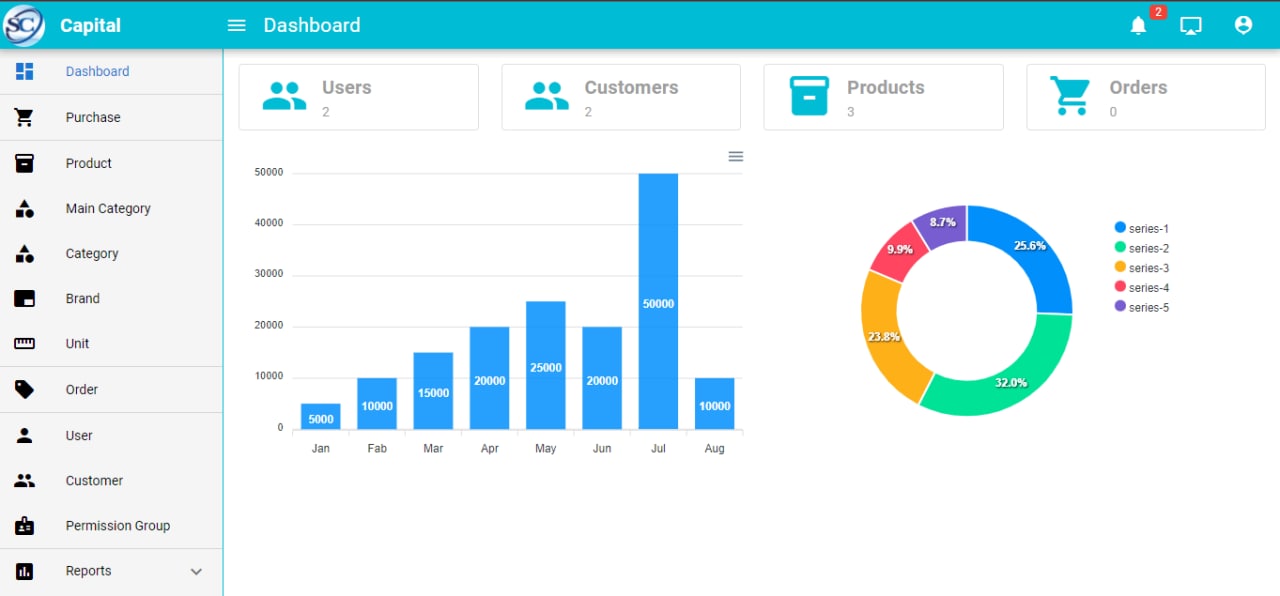 SC Capital Dashboard 2
Dashboard
Purchase
Product
Main Category
Category
Brand
Unit
Order
User
Customer
Permission Group
Reports
Users
2
Customers
2
Products
3
Orders
0
50000
40000
30000
20000
10000
0
5000
10000
15000
20000
25000
20000
50000
10000
Jan Fab Mar Apr May Jun Jul Aug
25.6%
32.0%
23.8%
9.9%
8.7%
series-1
series-2
series-3
series-4
series-5